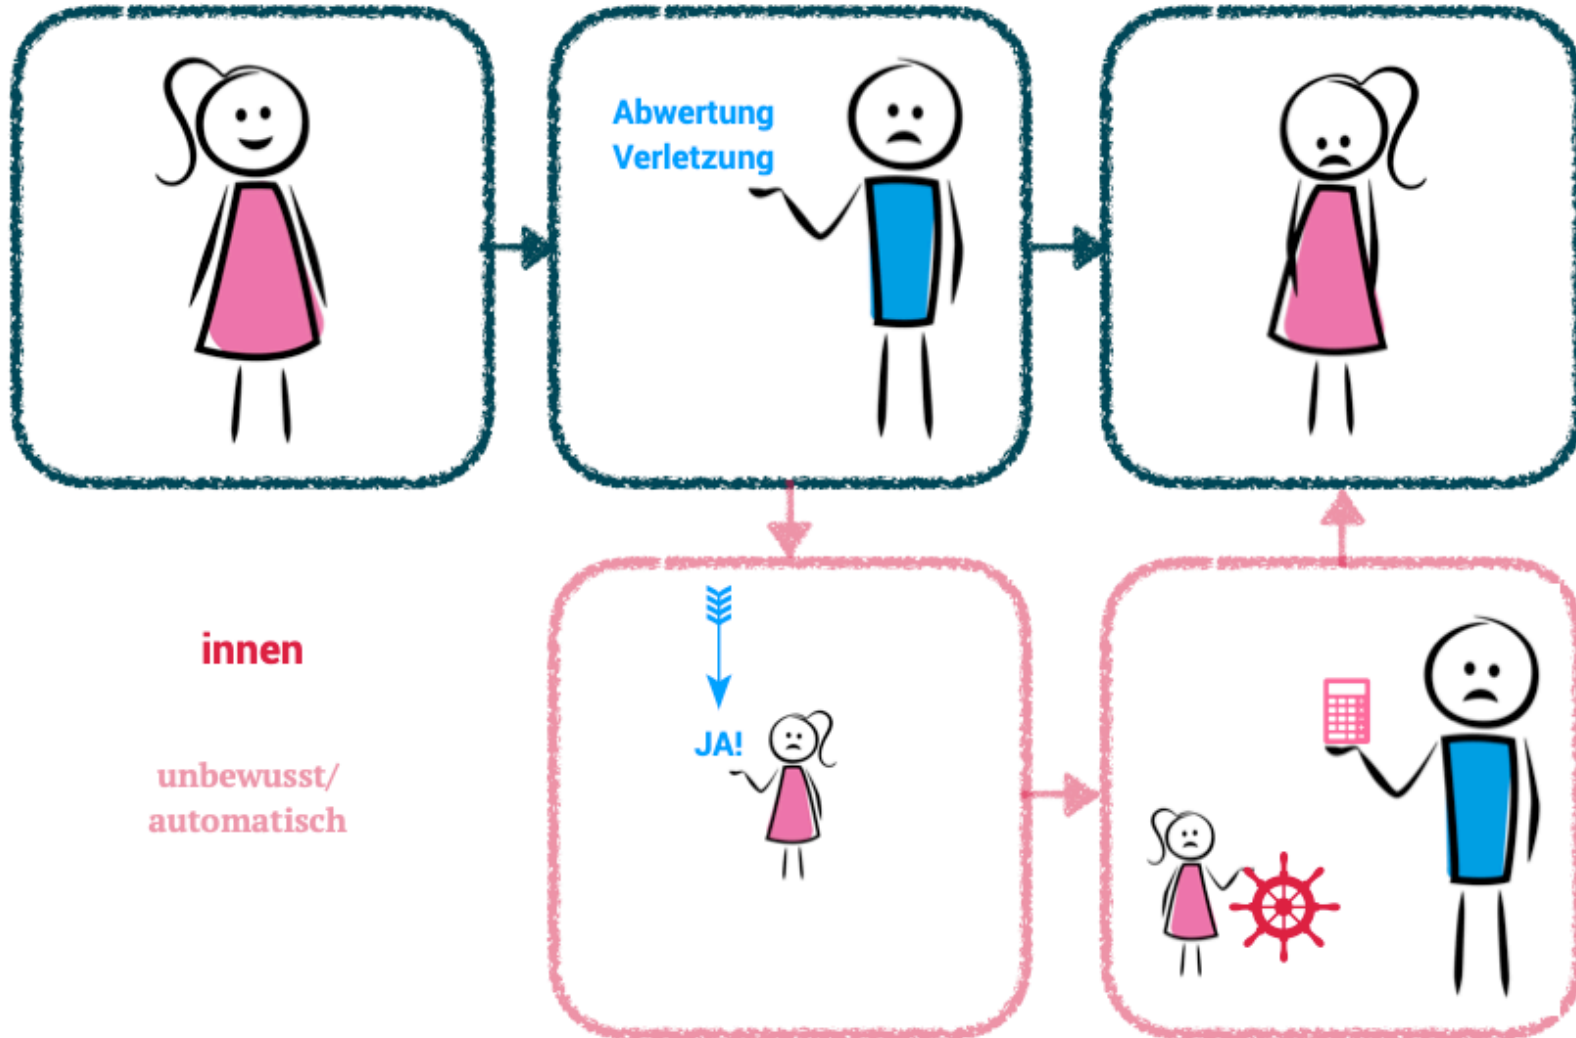 Abwertung
Verletzung
innen
JA!
unbewusst/
automatisch